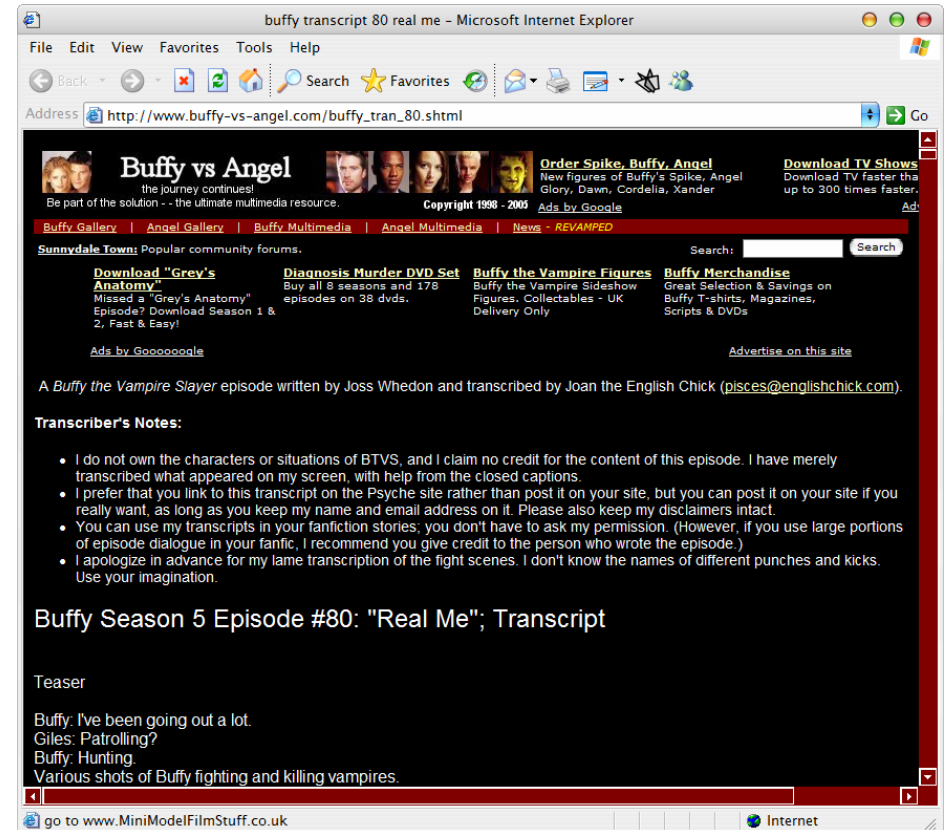 buffy transcript 80 real me – Microsoft Internet Explorer
File Edit View Favorites Tools Help
Back Search Favorites
Address http://www.buffy-vs-angel.com/buffy_tran_80.shtml Go
Buffy vs Angel
the journey continues!
Be part of the solution - - the ultimate multimedia resource.
Copyright 1998 - 2005
Order Spike, Buffy, Angel
New figures of Buffy's Spike, Angel
Glory, Dawn, Cordelia, Xander
Ads by Google
Download TV Shows
Download TV faster tha
up to 300 times faster.
Ad
Buffy Gallery | Angel Gallery | Buffy Multimedia | Angel Multimedia | News - REVAMPED
Sunnydale Town: Popular community forums. Search: Search
Download "Grey's
Anatomy"
Missed a "Grey's Anatomy"
Episode? Download Season 1 &
2, Fast & Easy!
Diagnosis Murder DVD Set
Buy all 8 seasons and 178
episodes on 38 dvds.
Buffy the Vampire Figures
Buffy the Vampire Sideshow
Figures. Collectables - UK
Delivery Only
Buffy Merchandise
Great Selection & Savings on
Buffy T-shirts, Magazines,
Scripts & DVDs
Ads by Goooooogle Advertise on this site
A Buffy the Vampire Slayer episode written by Joss Whedon and transcribed by Joan the English Chick (pisces@englishchick.com).
Transcriber's Notes:
• I do not own the characters or situations of BTVS, and I claim no credit for the content of this episode. I have merely
transcribed what appeared on my screen, with help from the closed captions.
• I prefer that you link to this transcript on the Psyche site rather than post it on your site, but you can post it on your site if you
really want, as long as you keep my name and email address on it. Please also keep my disclaimers intact.
• You can use my transcripts in your fanfiction stories; you don't have to ask my permission. (However, if you use large portions
of episode dialogue in your fanfic, I recommend you give credit to the person who wrote the episode.)
• I apologize in advance for my lame transcription of the fight scenes. I don't know the names of different punches and kicks.
Use your imagination.
Buffy Season 5 Episode #80: "Real Me"; Transcript
Teaser
Buffy: I've been going out a lot.
Giles: Patrolling?
Buffy: Hunting.
Various shots of Buffy fighting and killing vampires.
go to www.MiniModelFilmStuff.co.uk Internet